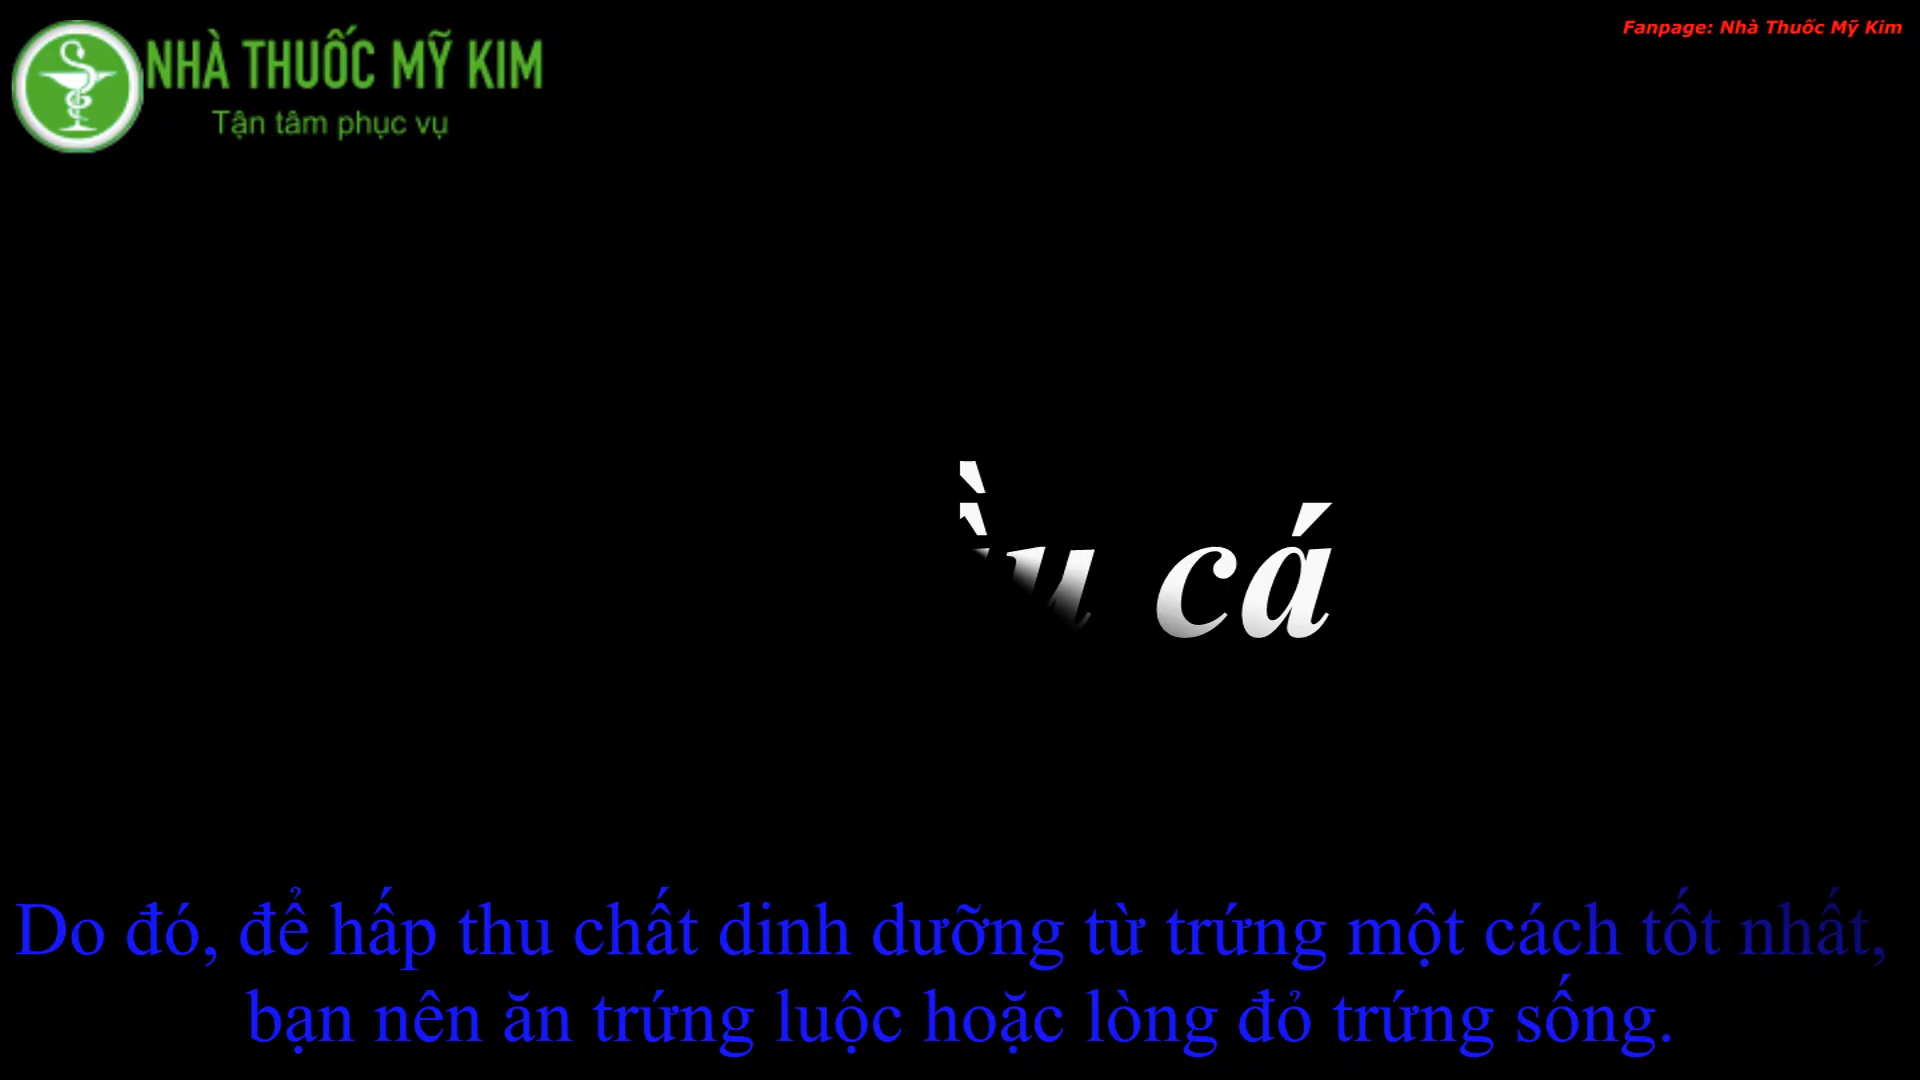 NHÀ THUỐC MỸ KIM
Tận tâm phục vụ
Fanpage: Nhà Thuốc Mỹ Kim
cá
Do đó, để hấp thu chất dinh dưỡng từ trứng một cách tốt nhất,
bạn nên ăn trứng luộc hoặc lòng đỏ trứng sống.